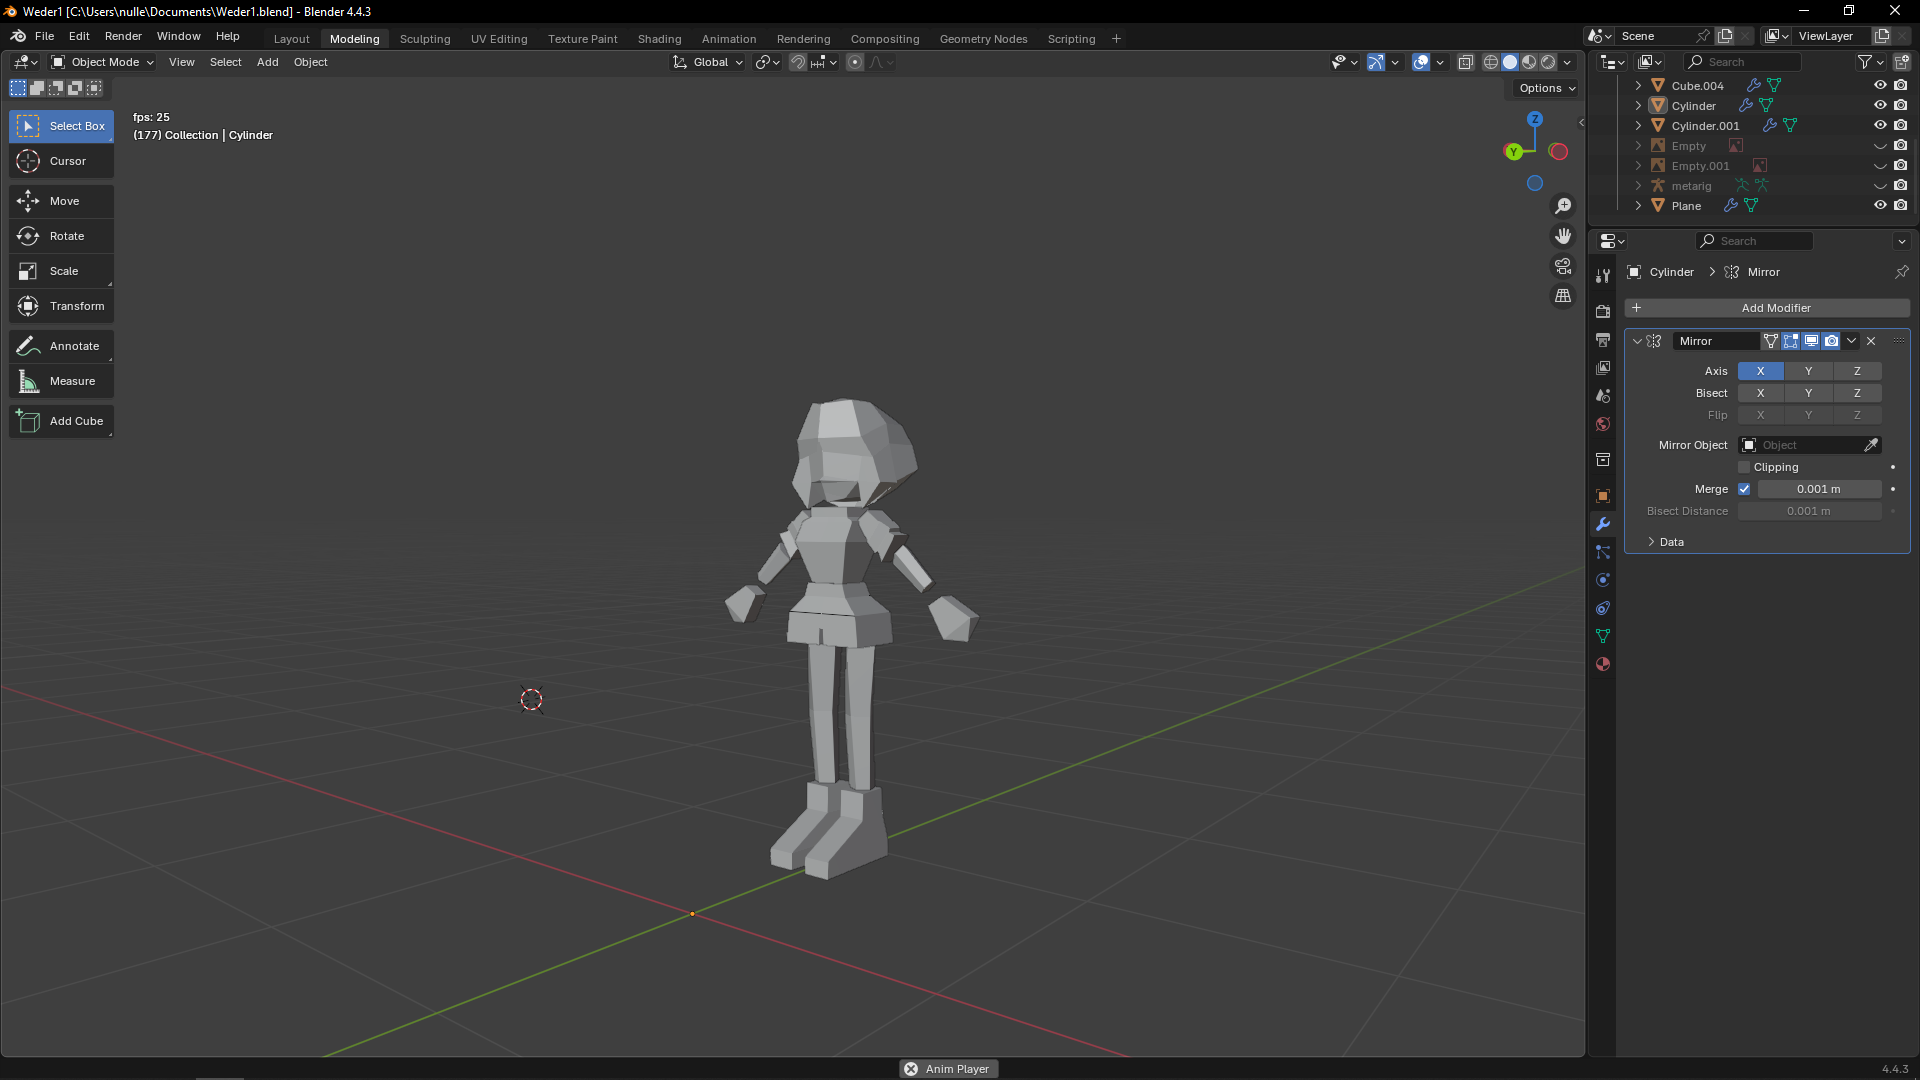 Weder1 [C:\Users\nulle\Documents\Weder1.blend] - Blender 4.4.3
File Edit Render Window Help
Layout Modeling Sculpting UV Editing Texture Paint Shading Animation Rendering Compositing Geometry Nodes Scripting +
Scene
ViewLayer
Object Mode View Select Add Object
Global
Search
Options
Select Box
Cursor
Move
Rotate
Scale
Transform
Annotate
Measure
Add Cube
fps: 25
(177) Collection | Cylinder
Z
Y
Cube.004
Cylinder
Cylinder.001
Empty
Empty.001
metarig
Plane
Search
Cylinder Mirror
+ Add Modifier
Mirror
Axis X Y Z
Bisect X Y Z
Flip X Y Z
Mirror Object Object
Clipping
Merge 0.001 m
Bisect Distance 0.001 m
Data
Anim Player
4.4.3